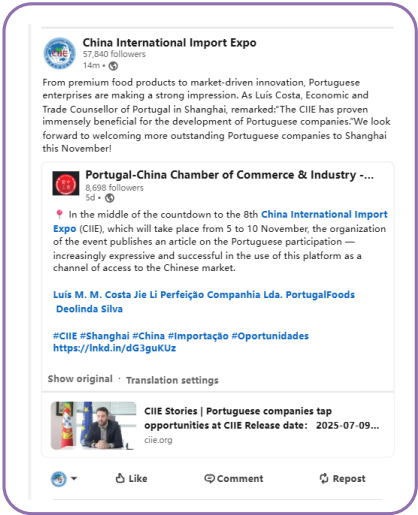 China International Import Expo
57,840 followers
14m •
From premium food products to market-driven innovation, Portuguese
enterprises are making a strong impression. As Luís Costa, Economic and
Trade Counsellor of Portugal in Shanghai, remarked:“The CIIE has proven
immensely beneficial for the development of Portuguese companies.”We look
forward to welcoming more outstanding Portuguese companies to Shanghai
this November!
Portugal-China Chamber of Commerce & Industry -...
8,698 followers
5d •
📍 In the middle of the countdown to the 8th China International Import
Expo (CIIE), which will take place from 5 to 10 November, the organization
of the event publishes an article on the Portuguese participation —
increasingly expressive and successful in the use of this platform as a
channel of access to the Chinese market.
Luís M. M. Costa Jie Li Perfeição Companhia Lda. PortugalFoods
Deolinda Silva
#CIIE #Shanghai #China #Importação #Oportunidades
https://lnkd.in/dG3guKUz
Show original · Translation settings
CIIE Stories | Portuguese companies tap
opportunities at CIIE Release date： 2025-07-09...
ciie.org
Like Comment Repost